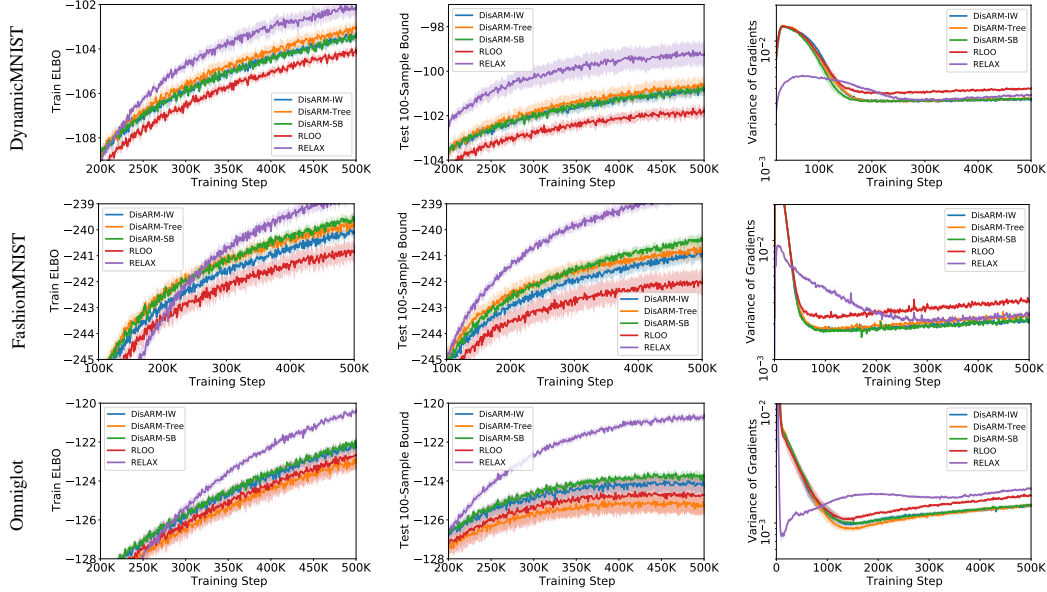 DynamicMNIST
Train ELBO
−102
−104
−106
−108
200K 250K 300K 350K 400K 450K 500K
Training Step
DisARM-IW
DisARM-Tree
DisARM-SB
RLOO
RELAX
Test 100-Sample Bound
−98
−100
−102
−104
200K 250K 300K 350K 400K 450K 500K
Training Step
DisARM-IW
DisARM-Tree
DisARM-SB
RLOO
RELAX
Variance of Gradients
10⁻²
10⁻³
100K 200K 300K 400K 500K
Training Step
DisARM-IW
DisARM-Tree
DisARM-SB
RLOO
RELAX
FashionMNIST
Train ELBO
−239
−240
−241
−242
−243
−244
−245
100K 200K 300K 400K 500K
Training Step
DisARM-IW
DisARM-Tree
DisARM-SB
RLOO
RELAX
Test 100-Sample Bound
−239
−240
−241
−242
−243
−244
−245
100K 200K 300K 400K 500K
Training Step
DisARM-IW
DisARM-Tree
DisARM-SB
RLOO
RELAX
Variance of Gradients
10⁻²
10⁻³
0 100K 200K 300K 400K 500K
Training Step
DisARM-IW
DisARM-Tree
DisARM-SB
RLOO
RELAX
Omniglot
Train ELBO
−120
−122
−124
−126
−128
200K 250K 300K 350K 400K 450K 500K
Training Step
DisARM-IW
DisARM-Tree
DisARM-SB
RLOO
RELAX
Test 100-Sample Bound
−120
−122
−124
−126
−128
200K 250K 300K 350K 400K 450K 500K
Training Step
DisARM-IW
DisARM-Tree
DisARM-SB
RLOO
RELAX
Variance of Gradients
10⁻²
10⁻³
0 100K 200K 300K 400K 500K
Training Step
DisARM-IW
DisARM-Tree
DisARM-SB
RLOO
RELAX